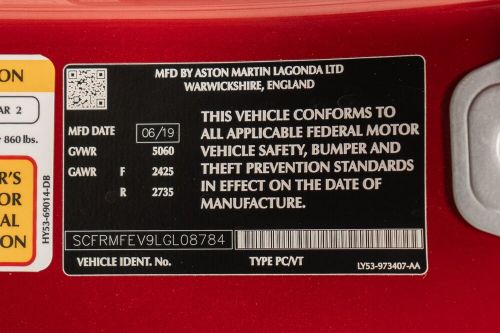 MFD BY ASTON MARTIN LAGONDA LTD
WARWICKSHIRE, ENGLAND
MFD DATE 06/19
GVWR 5060
GAWR F 2425
R 2735
THIS VEHICLE CONFORMS TO
ALL APPLICABLE FEDERAL MOTOR
VEHICLE SAFETY, BUMPER AND
THEFT PREVENTION STANDARDS
IN EFFECT ON THE DATE OF
MANUFACTURE.
SCFRMFEV9LGL08784
VEHICLE IDENT. No. TYPE PC/VT
LY53-973407-AA
ION
AR 2
860 lbs.
R'S
OR
AL
ION
HY53-69014-DB